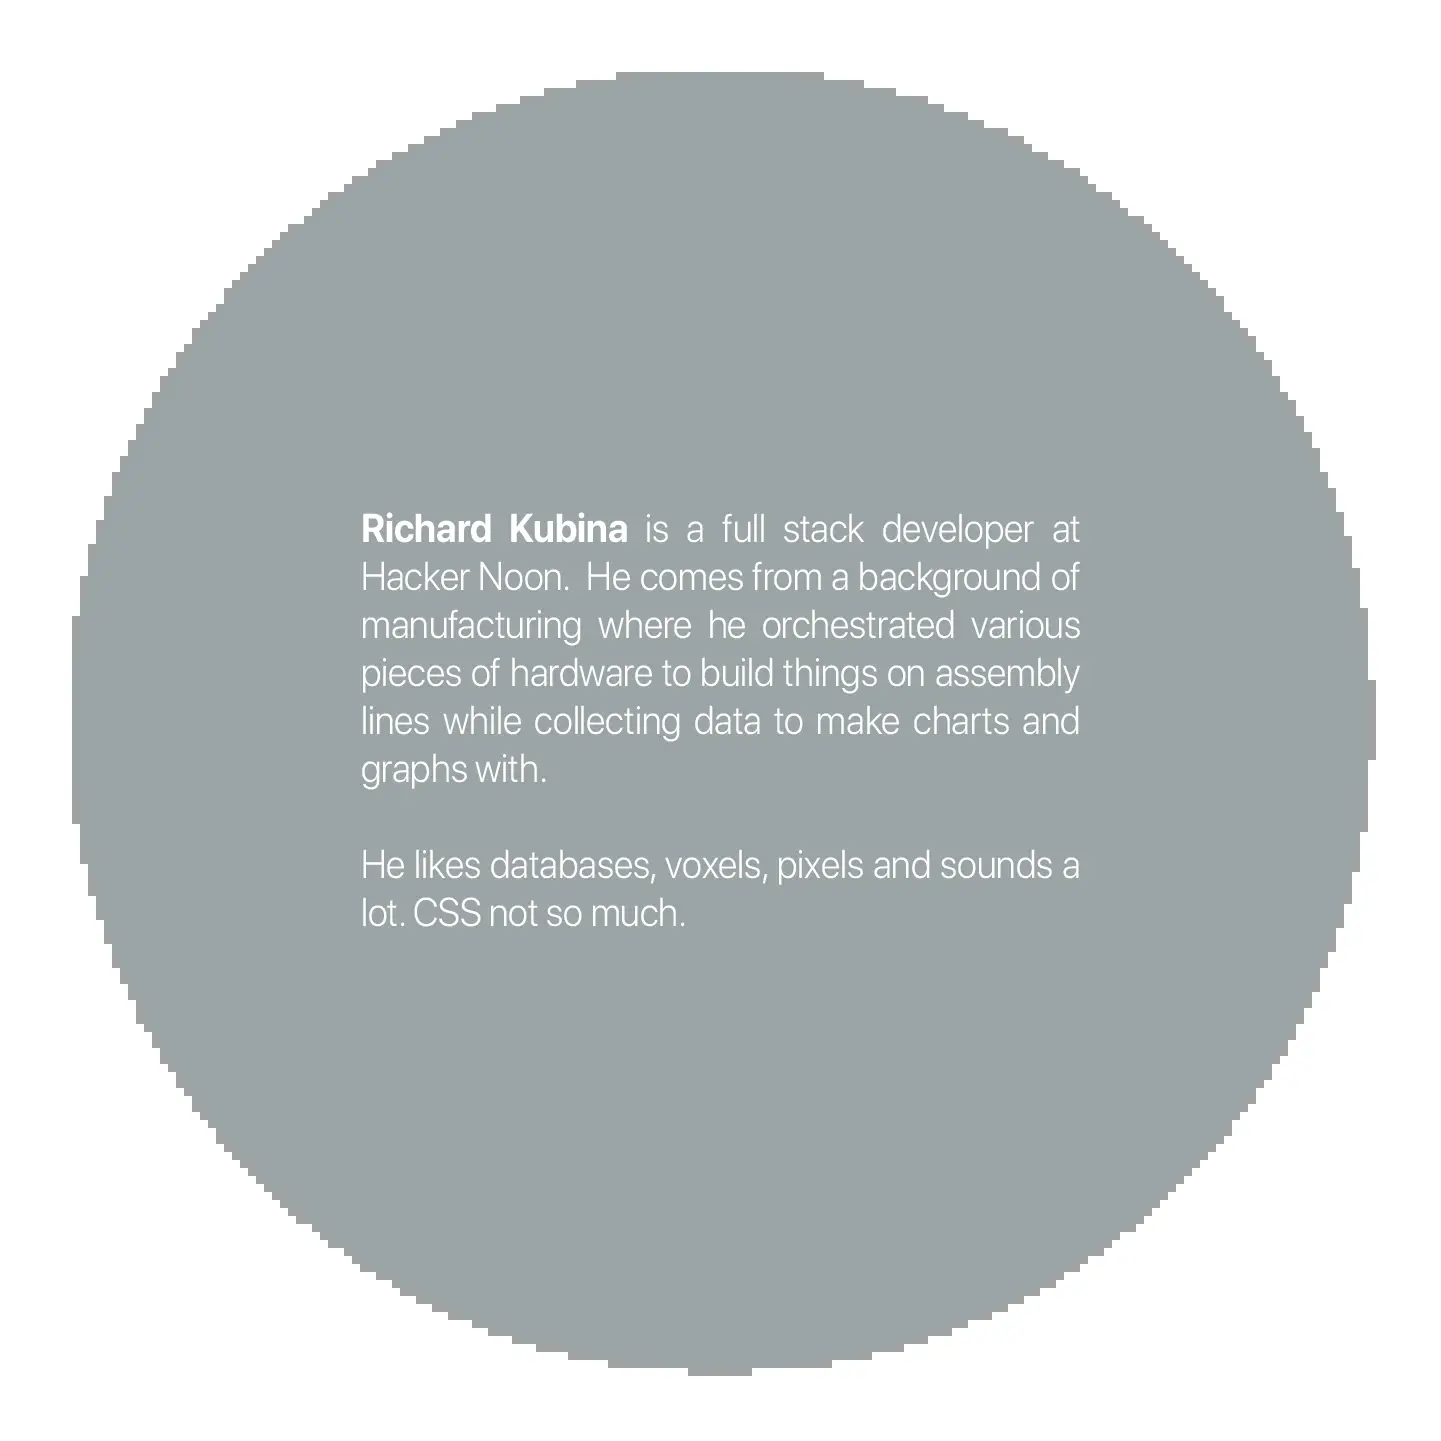 Richard Kubina is a full stack developer at
Hacker Noon.  He comes from a background of
manufacturing where he orchestrated various
pieces of hardware to build things on assembly
lines while collecting data to make charts and
graphs with.
He likes databases, voxels, pixels and sounds a
lot. CSS not so much.